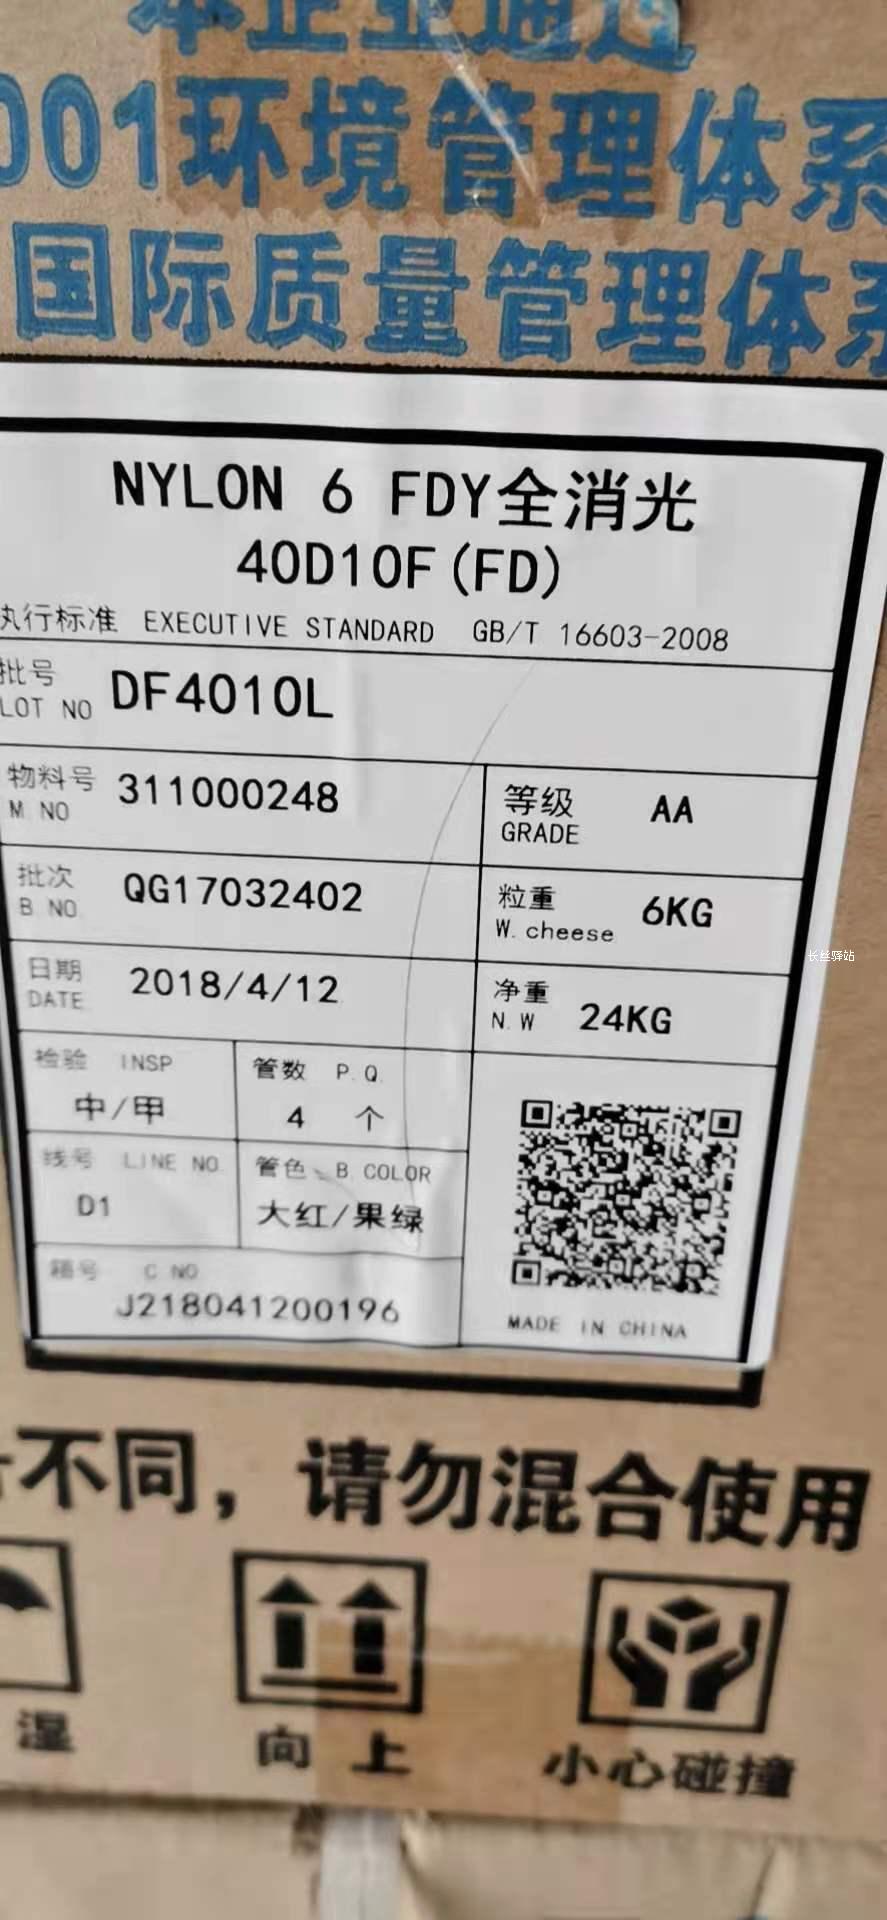 本企业通过
001环境管理体系
国际质量管理体系
NYLON 6 FDY全消光
40D10F(FD)
执行标准 EXECUTIVE STANDARD GB/T 16603-2008
批号 LOT NO DF4010L
物料号 M NO 311000248
等级 GRADE AA
批次 B NO. QG17032402
粒重 W.cheese 6KG
日期 DATE 2018/4/12
净重 N.W 24KG
检验 INSP
管数 P.Q.
中/甲
4 个
线号 LINE NO.
管色、B.COLOR
D1
大红/果绿
箱号 C NO
J218041200196
MADE IN CHINA
长丝驿站
不同，请勿混合使用
湿
向上
小心碰撞